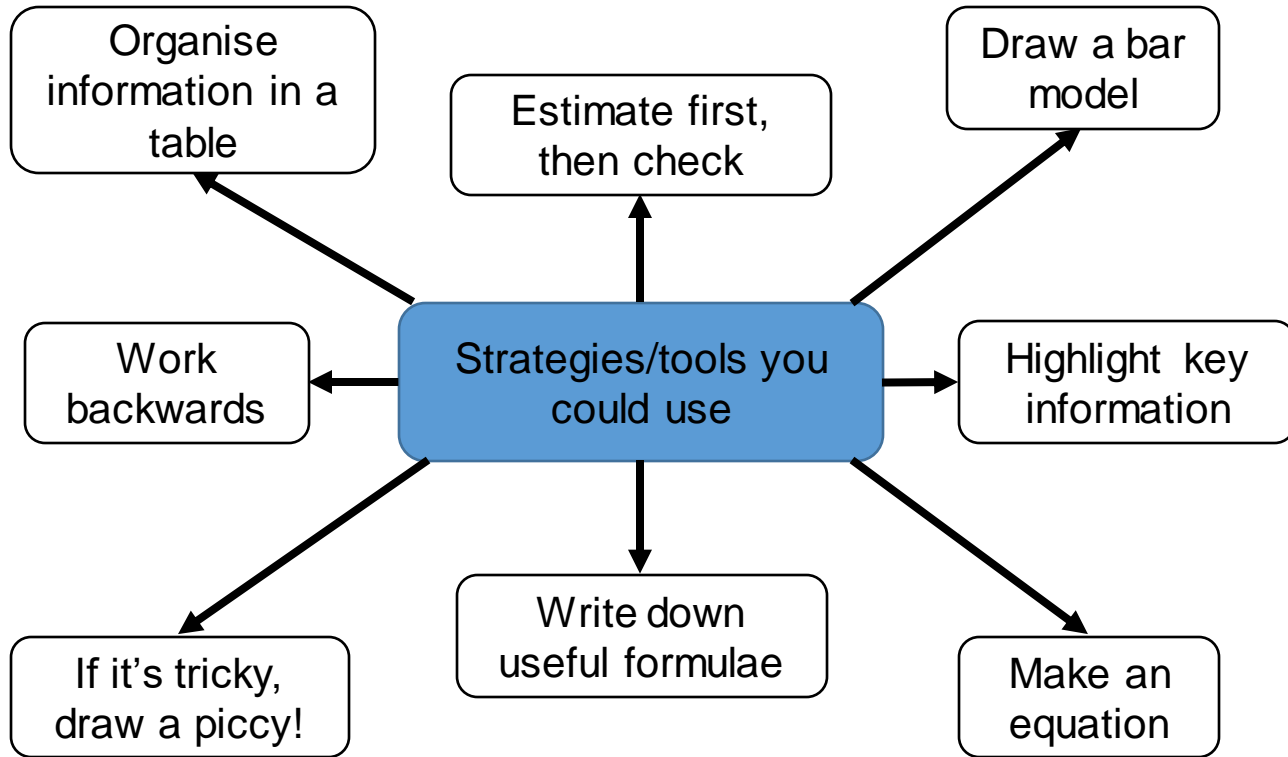 Organise
information in a
table
Estimate first,
then check
Draw a bar
model
Work
backwards
Strategies/tools you
could use
Highlight key
information
If it’s tricky,
draw a piccy!
Write down
useful formulae
Make an
equation